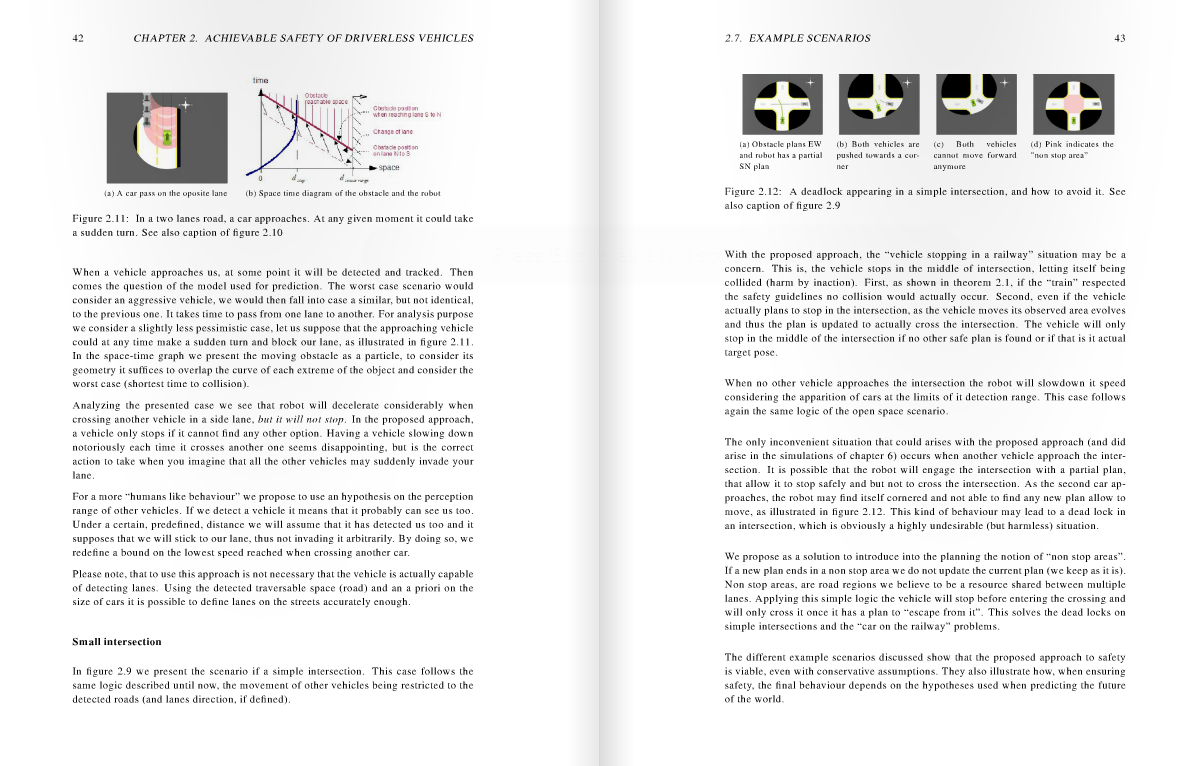 42 CHAPTER 2. ACHIEVABLE SAFETY OF DRIVERLESS VEHICLES
time
Obstacle
reachable space
Obstacle position
when reaching lane S to N
Change of lane
Obstacle position
on lane N to S
space
0
(a) A car pass on the oposite lane
(b) Space time diagram of the obstacle and the robot
Figure 2.11: In a two lanes road, a car approaches. At any given moment it could take
a sudden turn. See also caption of figure 2.10
When a vehicle approaches us, at some point it will be detected and tracked. Then
comes the question of the model used for prediction. The worst case scenario would
consider an aggressive vehicle, we would then fall into case a similar, but not identical,
to the previous one. It takes time to pass from one lane to another. For analysis purpose
we consider a slightly less pessimistic case, let us suppose that the approaching vehicle
could at any time make a sudden turn and block our lane, as illustrated in figure 2.11.
In the space-time graph we present the moving obstacle as a particle, to consider its
geometry it suffices to overlap the curve of each extreme of the object and consider the
worst case (shortest time to collision).
Analyzing the presented case we see that robot will decelerate considerably when
crossing another vehicle in a side lane, but it will not stop. In the proposed approach,
a vehicle only stops if it cannot find any other option. Having a vehicle slowing down
notoriously each time it crosses another one seems disappointing, but is the correct
action to take when you imagine that all the other vehicles may suddenly invade your
lane.
For a more “humans like behaviour” we propose to use an hypothesis on the perception
range of other vehicles. If we detect a vehicle it means that it probably can see us too.
Under a certain, predefined, distance we will assume that it has detected us too and it
supposes that we will stick to our lane, thus not invading it arbitrarily. By doing so, we
redefine a bound on the lowest speed reached when crossing another car.
Please note, that to use this approach is not necessary that the vehicle is actually capable
of detecting lanes. Using the detected traversable space (road) and an a priori on the
size of cars it is possible to define lanes on the streets accurately enough.
Small intersection
In figure 2.9 we present the scenario if a simple intersection. This case follows the
same logic described until now, the movement of other vehicles being restricted to the
detected roads (and lanes direction, if defined).
2.7. EXAMPLE SCENARIOS 43
(a) Obstacle plans EW
and robot has a partial
SN plan
(b) Both vehicles are
pushed towards a cor-
ner
(c) Both vehicles
cannot move forward
anymore
(d) Pink indicates the
“non stop area”
Figure 2.12: A deadlock appearing in a simple intersection, and how to avoid it. See
also caption of figure 2.9
With the proposed approach, the “vehicle stopping in a railway” situation may be a
concern. This is, the vehicle stops in the middle of intersection, letting itself being
collided (harm by inaction). First, as shown in theorem 2.1, if the “train” respected
the safety guidelines no collision would actually occur. Second, even if the vehicle
actually plans to stop in the intersection, as the vehicle moves its observed area evolves
and thus the plan is updated to actually cross the intersection. The vehicle will only
stop in the middle of the intersection if no other safe plan is found or if that is it actual
target pose.
When no other vehicle approaches the intersection the robot will slowdown it speed
considering the apparition of cars at the limits of it detection range. This case follows
again the same logic of the open space scenario.
The only inconvenient situation that could arises with the proposed approach (and did
arise in the simulations of chapter 6) occurs when another vehicle approach the inter-
section. It is possible that the robot will engage the intersection with a partial plan,
that allow it to stop safely and but not to cross the intersection. As the second car ap-
proaches, the robot may find itself cornered and not able to find any new plan allow to
move, as illustrated in figure 2.12. This kind of behaviour may lead to a dead lock in
an intersection, which is obviously a highly undesirable (but harmless) situation.
We propose as a solution to introduce into the planning the notion of “non stop areas”.
If a new plan ends in a non stop area we do not update the current plan (we keep as it is).
Non stop areas, are road regions we believe to be a resource shared between multiple
lanes. Applying this simple logic the vehicle will stop before entering the crossing and
will only cross it once it has a plan to “escape from it”. This solves the dead locks on
simple intersections and the “car on the railway” problems.
The different example scenarios discussed show that the proposed approach to safety
is viable, even with conservative assumptions. They also illustrate how, when ensuring
safety, the final behaviour depends on the hypotheses used when predicting the future
of the world.